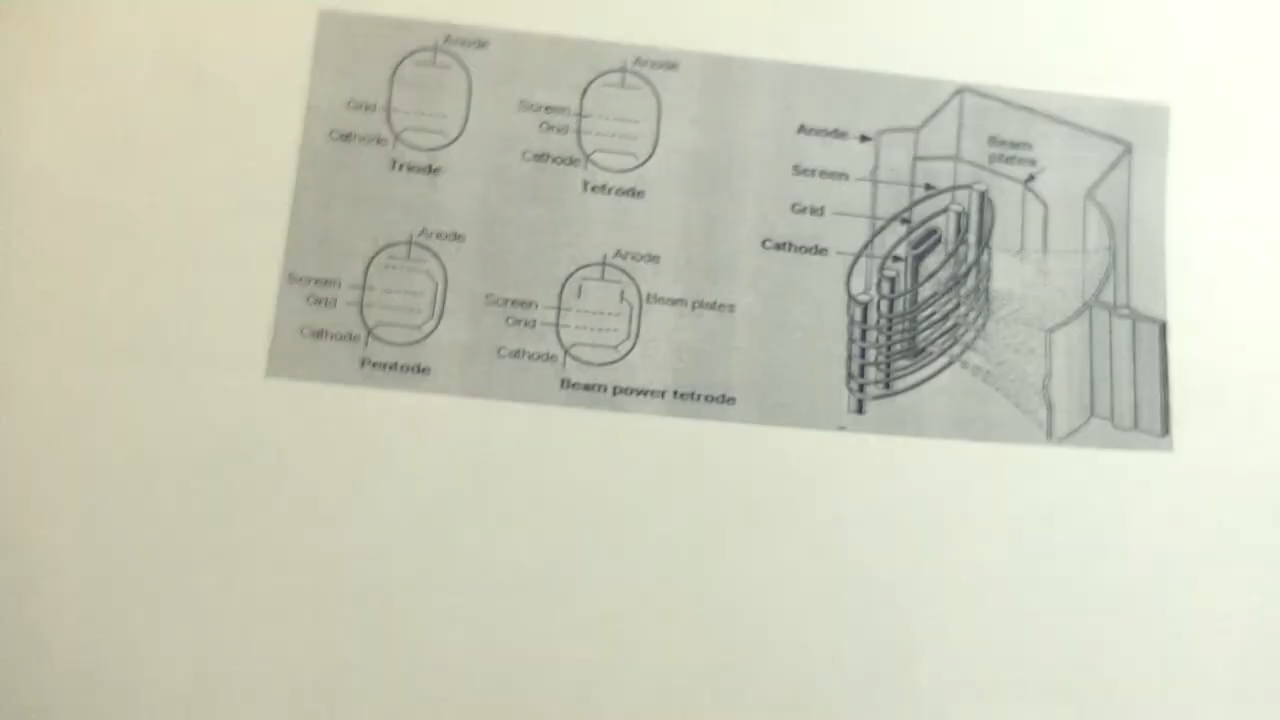 Anode
Grid
Cathode
Triode
Anode
Screen
Grid
Cathode
Tetrode
Anode
Screen
Grid
Cathode
Pentode
Anode
Beam plates
Screen
Grid
Cathode
Beam power tetrode
Anode
Beam
plates
Screen
Grid
Cathode